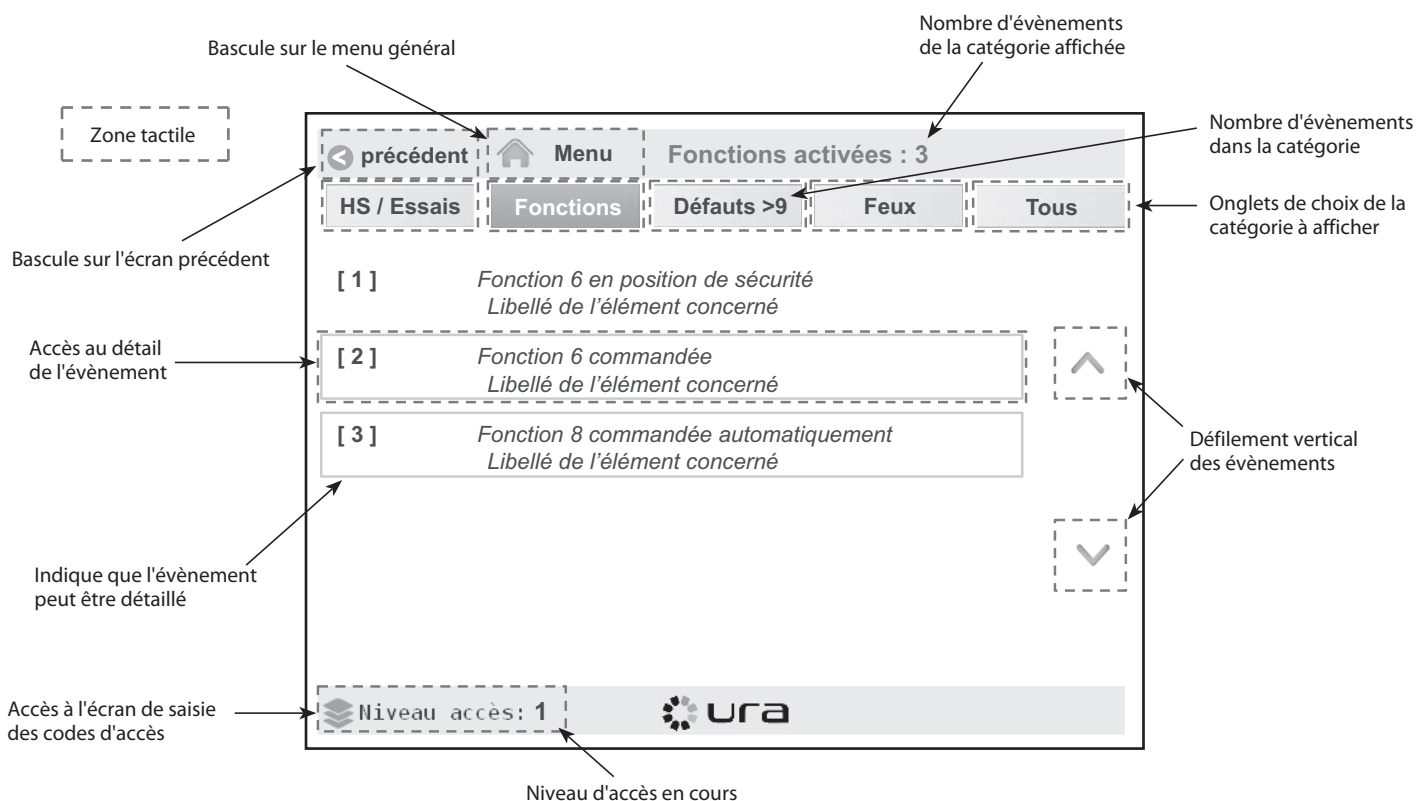 Nombre d'évènements
de la catégorie affichée
Bascule sur le menu général
Zone tactile
Nombre d'évènements
dans la catégorie
précédent
Menu
Fonctions activées : 3
HS / Essais
Fonctions
Défauts >9
Feux
Tous
Onglets de choix de la
catégorie à afficher
Bascule sur l'écran précédent
[ 1 ] Fonction 6 en position de sécurité
Libellé de l’élément concerné
Accès au détail
de l'évènement
[ 2 ] Fonction 6 commandée
Libellé de l’élément concerné
[ 3 ] Fonction 8 commandée automatiquement
Libellé de l’élément concerné
Défilement vertical
des évènements
Indique que l'évènement
peut être détaillé
Accès à l'écran de saisie
des codes d'accès
Niveau accès: 1
ura
Niveau d'accès en cours